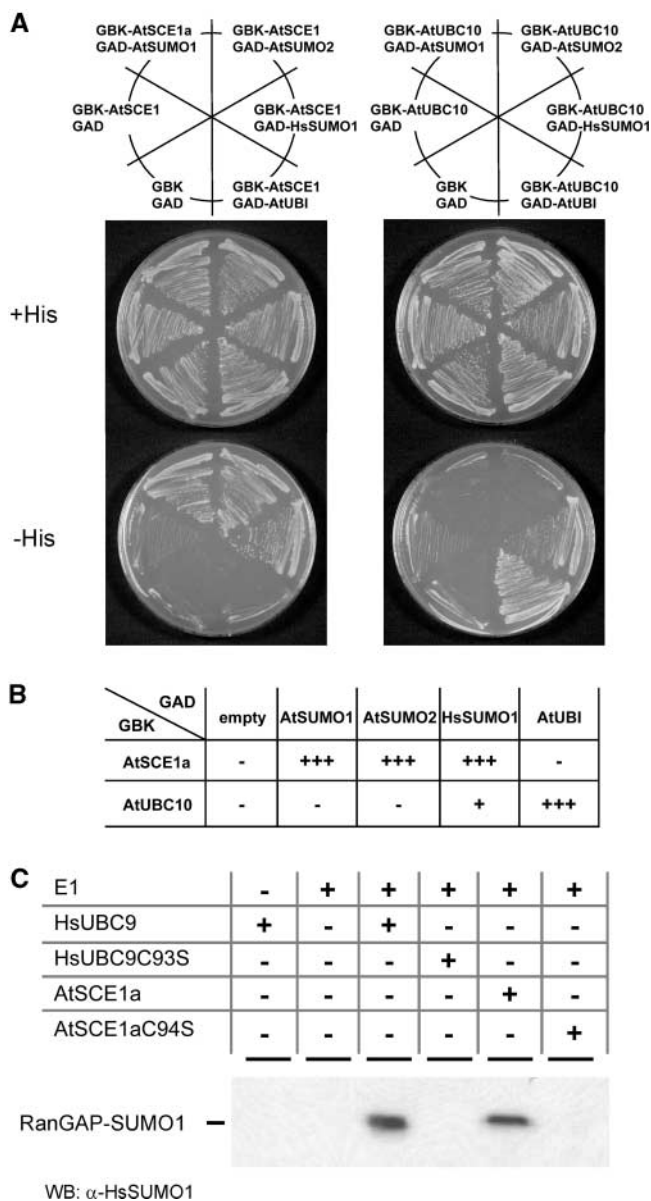 A
GBK-AtSCE1a GBK-AtSCE1
GAD-AtSUMO1 GAD-AtSUMO2
GBK-AtSCE1 GBK-AtSCE1
GAD GAD-HsSUMO1
GBK GBK-AtSCE1
GAD GAD-AtUBI
GBK-AtUBC10 GBK-AtUBC10
GAD-AtSUMO1 GAD-AtSUMO2
GBK-AtUBC10 GBK-AtUBC10
GAD GAD-HsSUMO1
GBK GBK-AtUBC10
GAD GAD-AtUBI
+His
-His
B
GAD
GBK
empty AtSUMO1 AtSUMO2 HsSUMO1 AtUBI
AtSCE1a - +++ +++ +++ -
AtUBC10 - - - + +++
C
E1 - + + + + +
HsUBC9 + - + - - -
HsUBC9C93S - - - + - -
AtSCE1a - - - - + -
AtSCE1aC94S - - - - - +
RanGAP-SUMO1
WB: α-HsSUMO1